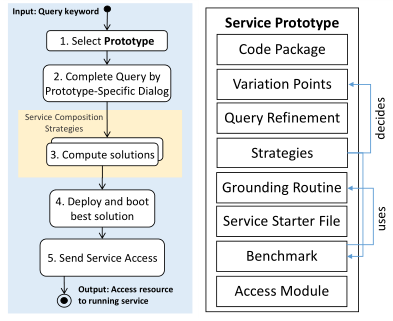 Input: Query keyword
1. Select Prototype
2. Complete Query by
Prototype-Specific Dialog
Service Composition
Strategies
3. Compute solutions
4. Deploy and boot
best solution
5. Send Service Access
Output: Access resource
to running service
Service Prototype
Code Package
Variation Points
Query Refinement
Strategies
Grounding Routine
Service Starter File
Benchmark
Access Module
decides
uses